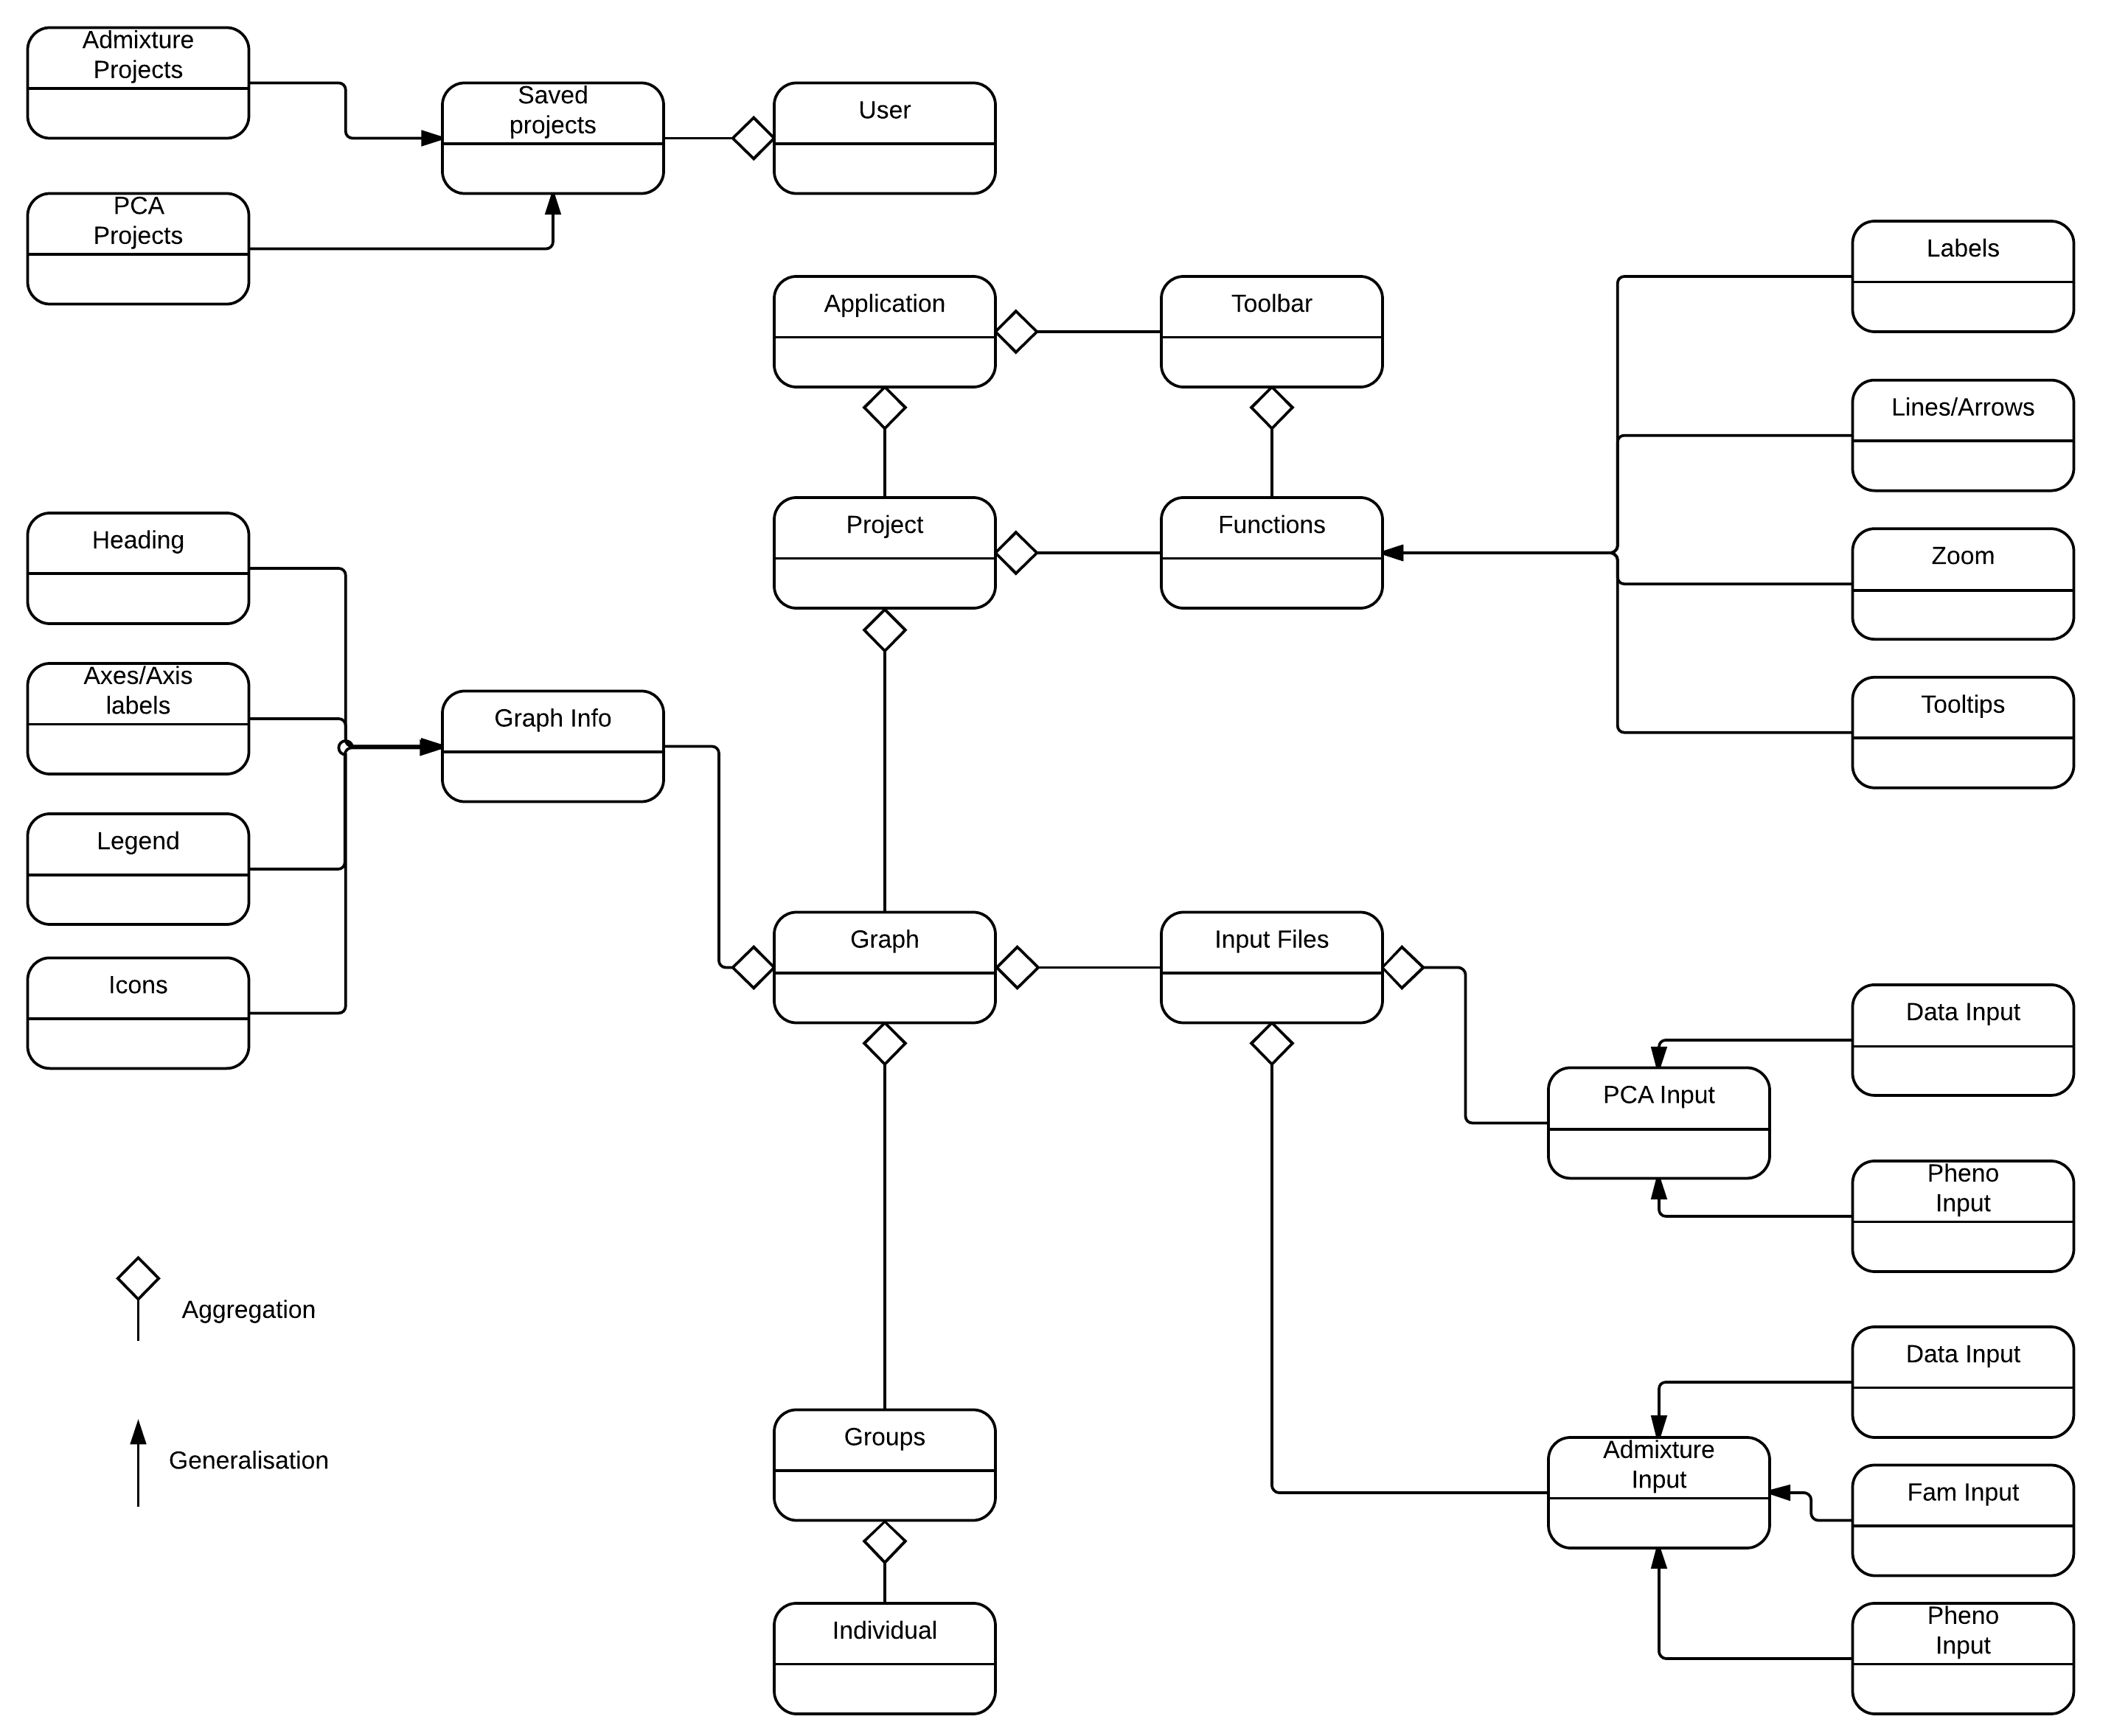 Admixture
Projects
Saved
projects
User
PCA
Projects
Labels
Application
Toolbar
Lines/Arrows
Heading
Project
Functions
Zoom
Axes/Axis
labels
Graph Info
Tooltips
Legend
Graph
Input Files
Icons
Data Input
PCA Input
Pheno
Input
Aggregation
Data Input
Generalisation
Groups
Admixture
Input
Fam Input
Individual
Pheno
Input